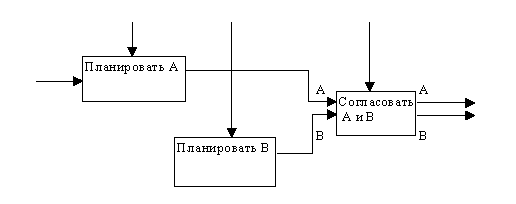 Планировать A
A
Согласовать
A и B
A
Планировать B
B
B